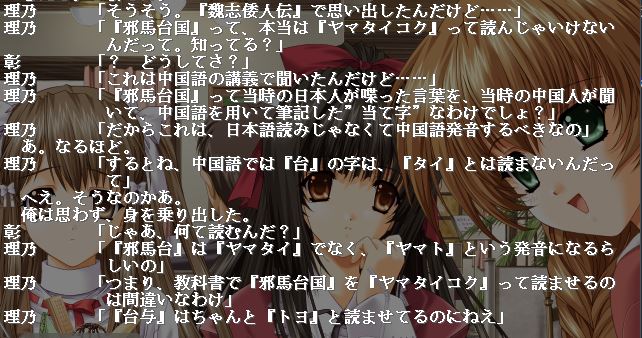 理乃　「そうそう。『魏志倭人伝』で思い出したんだけど……」
理乃　「『邪馬台国』って、本当は『ヤマタイコク』って読んじゃいけない
んだって。知ってる？」
彰　「？　どうしてさ？」
理乃　「これは中国語の講義で聞いたんだけど……」
理乃　「『邪馬台国』って当時の日本人が喋った言葉を、当時の中国人が聞
いて、中国語を用いて筆記した”当て字”なわけでしょ？」
理乃　「だからこれは、日本語読みじゃなくて中国語発音するべきなの」
あ。なるほど。
理乃　「するとね、中国語では『台』の字は、『タイ』とは読まないんだっ
て」
へえ。そうなのかあ。
俺は思わず、身を乗り出した。
彰　「じゃあ、何て読むんだ？」
理乃　「『邪馬台』は『ヤマタイ』でなく、『ヤマト』という発音になるら
しいの」
理乃　「つまり、教科書で『邪馬台国』を『ヤマタイコク』って読ませるの
は間違いなわけ」
理乃　「『台与』はちゃんと『トヨ』と読ませてるのにねえ」